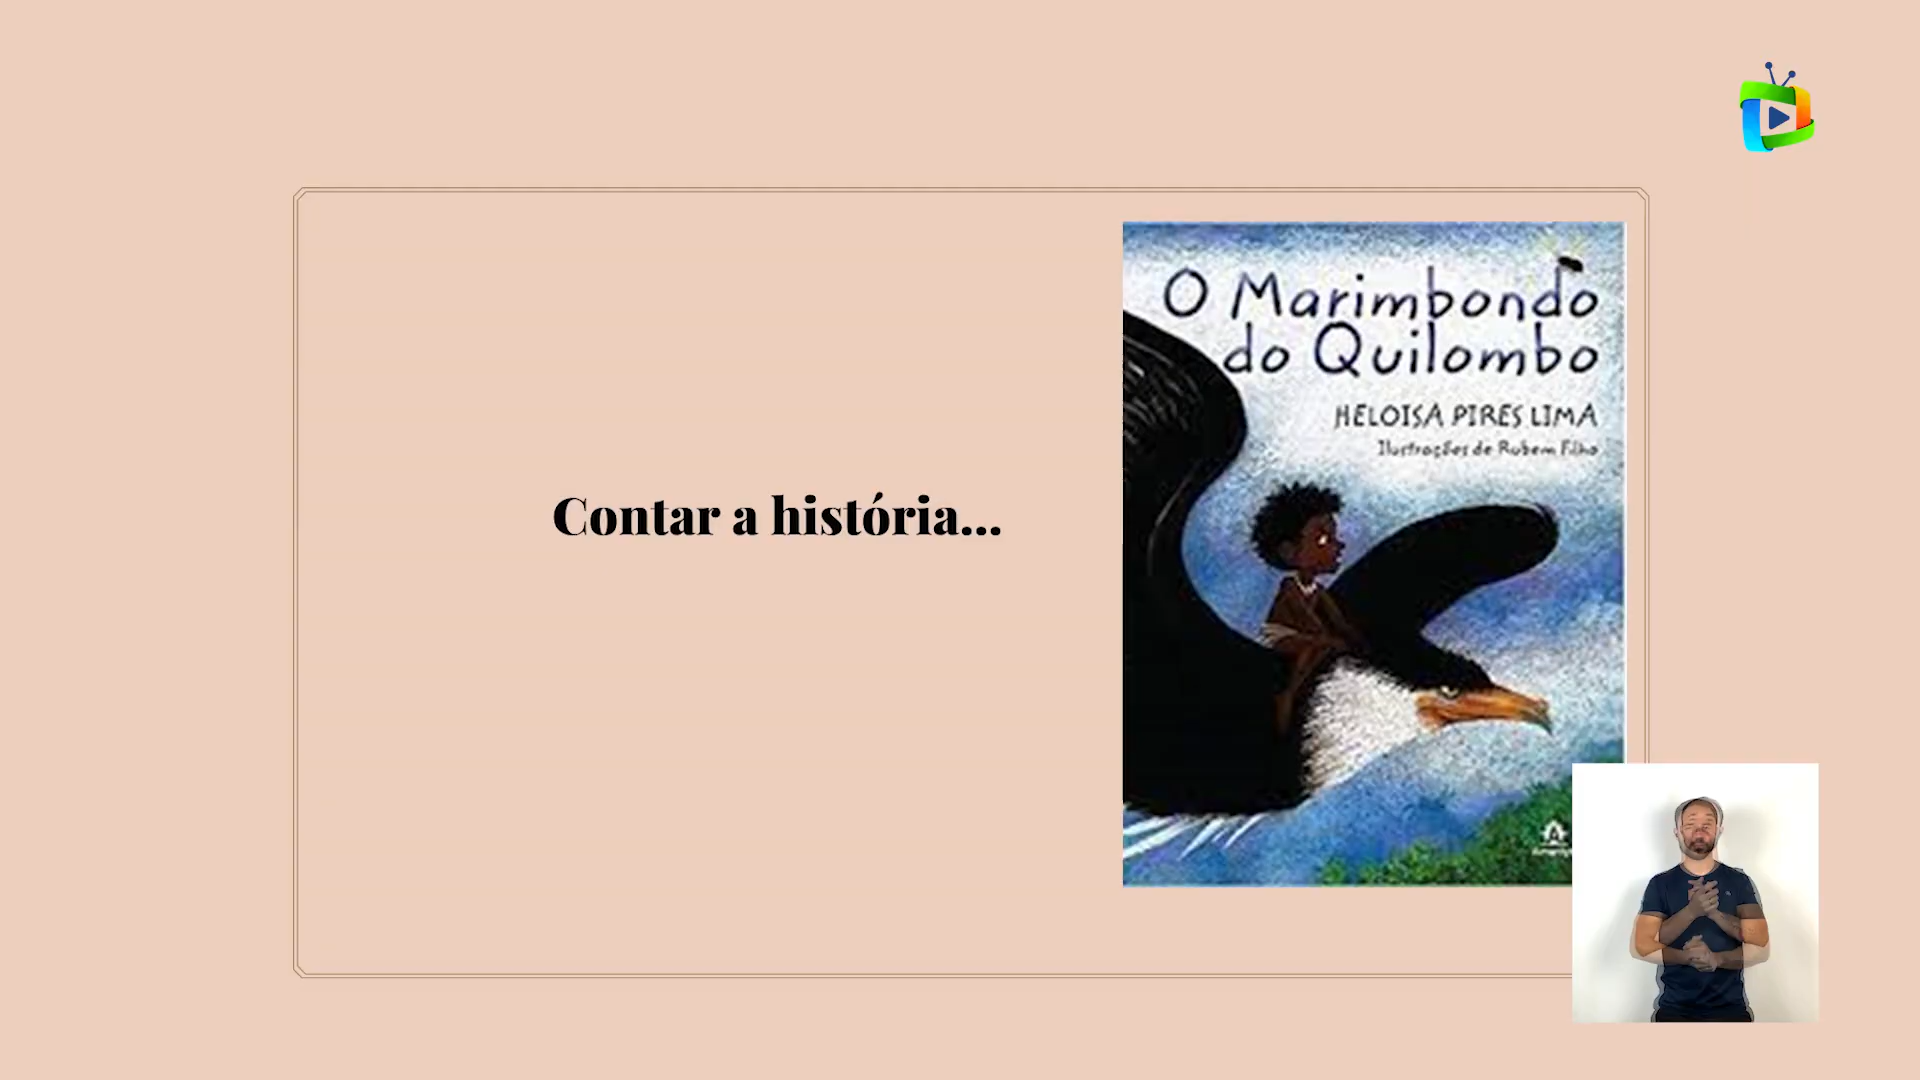 Contar a história...
O Marimbondo
do Quilombo
HELOISA PIRES LIMA
Ilustrações de Rubem Filho